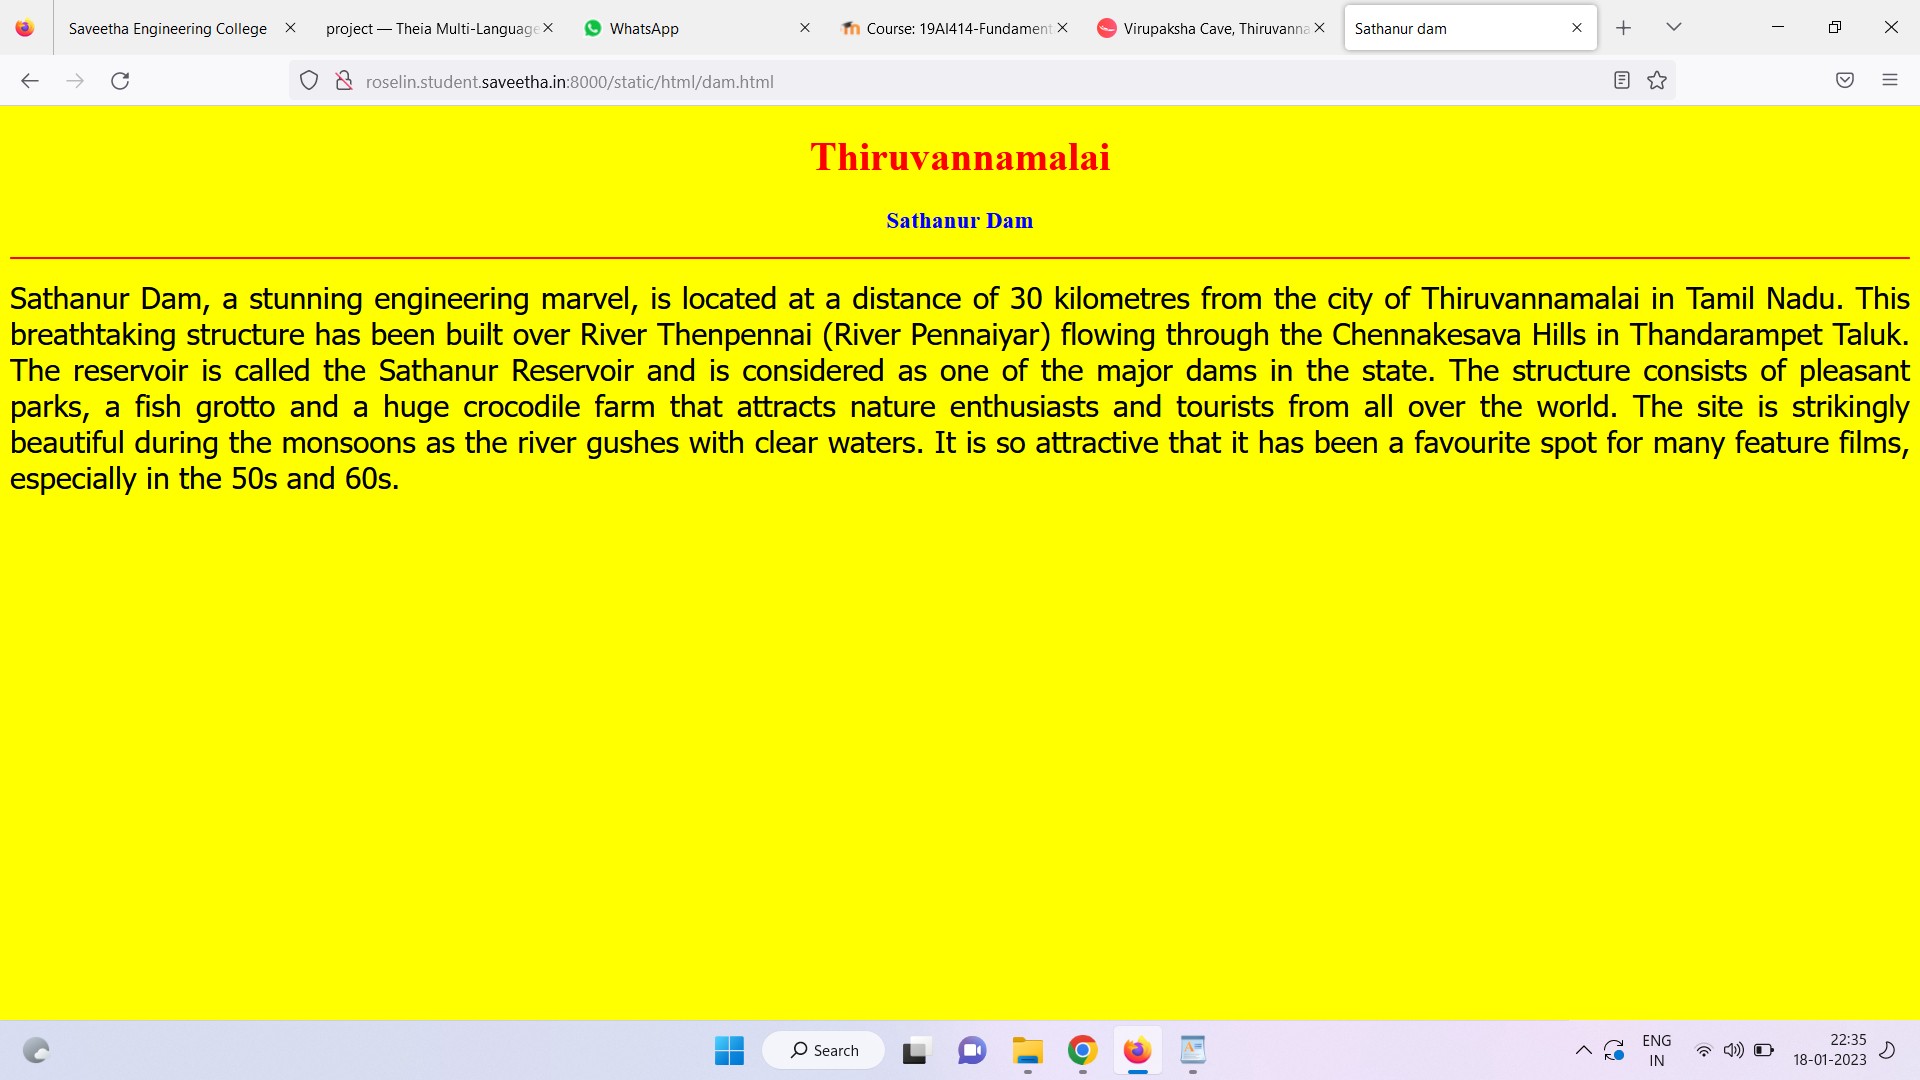 Saveetha Engineering College
project — Theia Multi-Language
WhatsApp
Course: 19AI414-Fundament
Virupaksha Cave, Thiruvanna
Sathanur dam
roselin.student.saveetha.in:8000/static/html/dam.html
Thiruvannamalai
Sathanur Dam
Sathanur Dam, a stunning engineering marvel, is located at a distance of 30 kilometres from the city of Thiruvannamalai in Tamil Nadu. This
breathtaking structure has been built over River Thenpennai (River Pennaiyar) flowing through the Chennakesava Hills in Thandarampet Taluk.
The reservoir is called the Sathanur Reservoir and is considered as one of the major dams in the state. The structure consists of pleasant
parks, a fish grotto and a huge crocodile farm that attracts nature enthusiasts and tourists from all over the world. The site is strikingly
beautiful during the monsoons as the river gushes with clear waters. It is so attractive that it has been a favourite spot for many feature films,
especially in the 50s and 60s.
Search
ENG
IN
22:35
18-01-2023